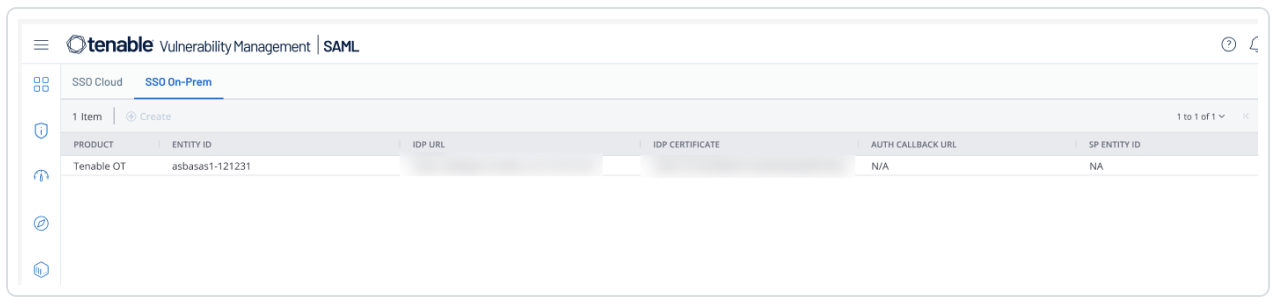 tenable Vulnerability Management | SAML
SSO Cloud SSO On-Prem
1 Item Create 1 to 1 of 1
PRODUCT ENTITY ID IDP URL IDP CERTIFICATE AUTH CALLBACK URL SP ENTITY ID
Tenable OT asbasas1-121231 N/A NA